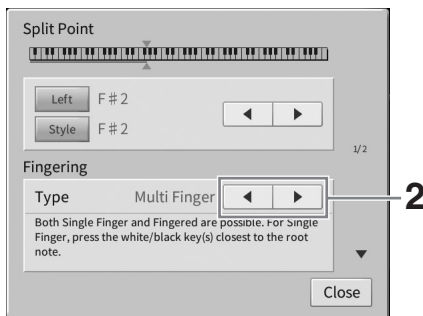 Split Point
Left F♯2
Style F♯2
1/2
Fingering
Type Multi Finger
2
Both Single Finger and Fingered are possible. For Single
Finger, press the white/black key(s) closest to the root
note.
Close